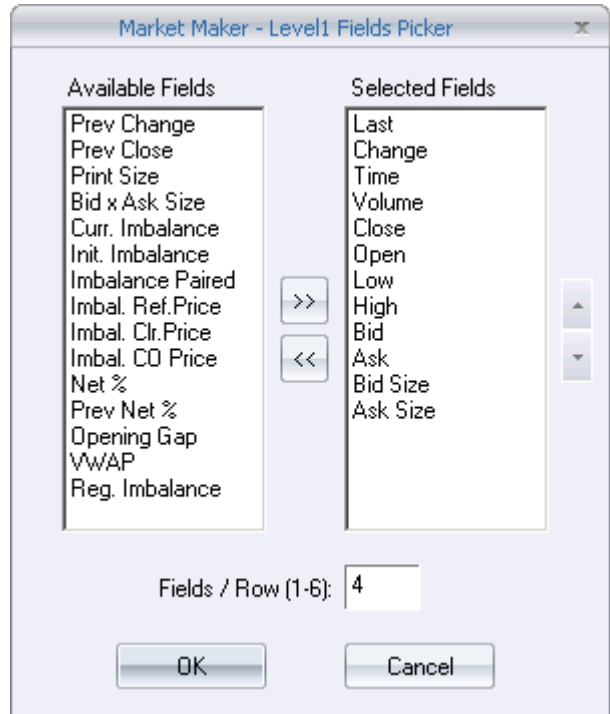 Market Maker - Level1 Fields Picker
x
Available Fields
Prev Change
Prev Close
Print Size
Bid x Ask Size
Curr. Imbalance
Init. Imbalance
Imbalance Paired
Imbal. Ref.Price
Imbal. Clr.Price
Imbal. CO Price
Net %
Prev Net %
Opening Gap
VWAP
Reg. Imbalance
>>
<<
Selected Fields
Last
Change
Time
Volume
Close
Open
Low
High
Bid
Ask
Bid Size
Ask Size
Fields / Row (1-6): 4
OK
Cancel